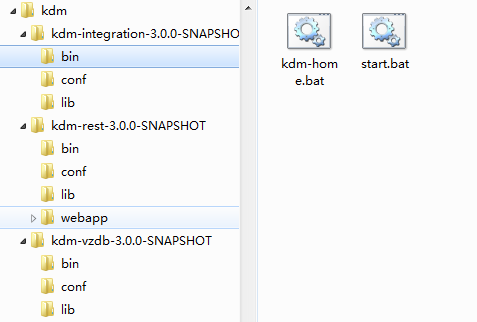 kdm
kdm-integration-3.0.0-SNAPSHO
bin
conf
lib
kdm-rest-3.0.0-SNAPSHOT
bin
conf
lib
webapp
kdm-vzdb-3.0.0-SNAPSHOT
bin
conf
lib
kdm-hom
e.bat
start.bat